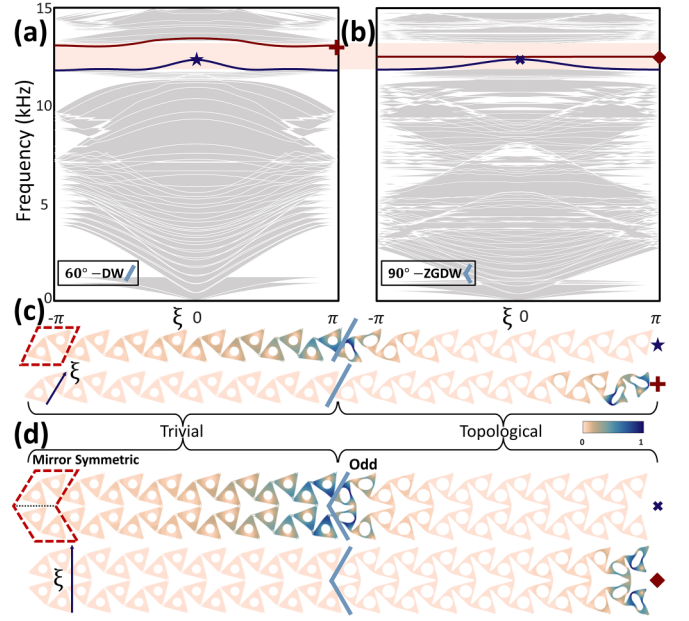 (a)
(b)
15
10
5
0
Frequency (kHz)
60° −DW
90° −ZGDW
-π
ξ
0
π
-π
ξ
0
π
(c)
ξ
Trivial
Topological
0
1
(d)
Mirror Symmetric
Odd
ξ